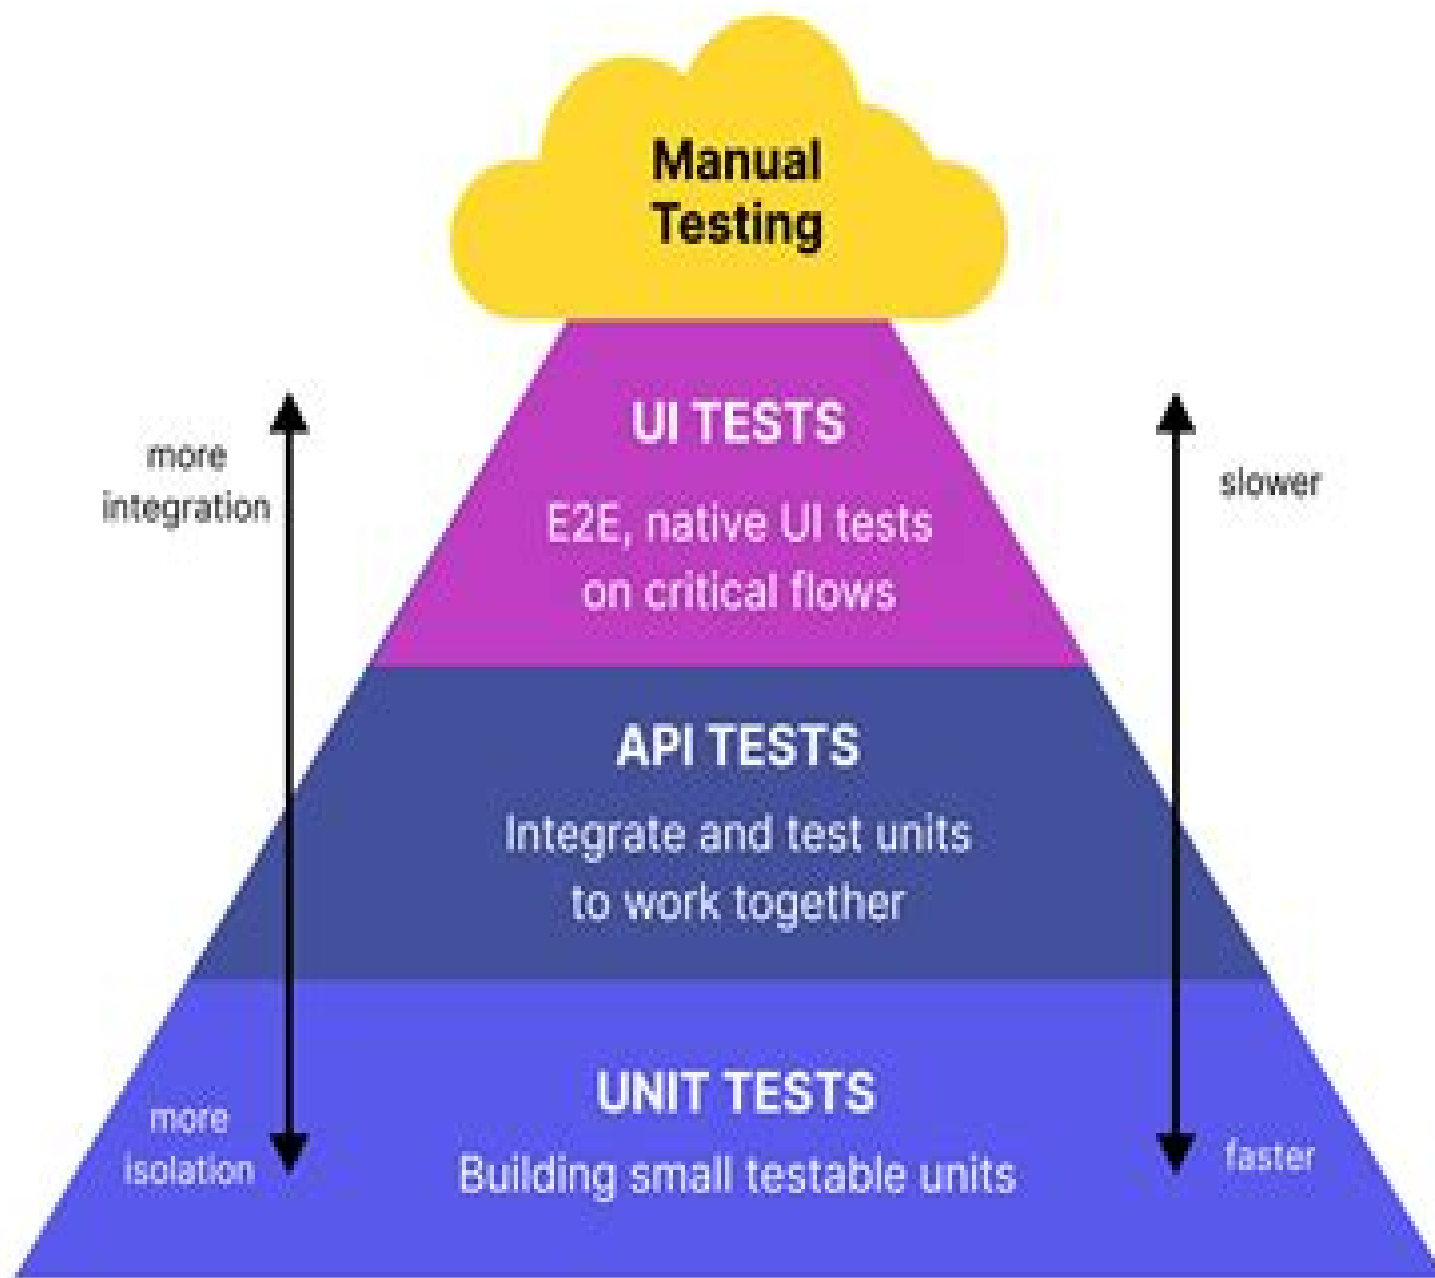 Manual
Testing
UI TESTS
more
integration
slower
E2E, native UI tests
on critical flows
API TESTS
Integrate and test units
to work together
UNIT TESTS
Building small testable units
more
isolation
faster